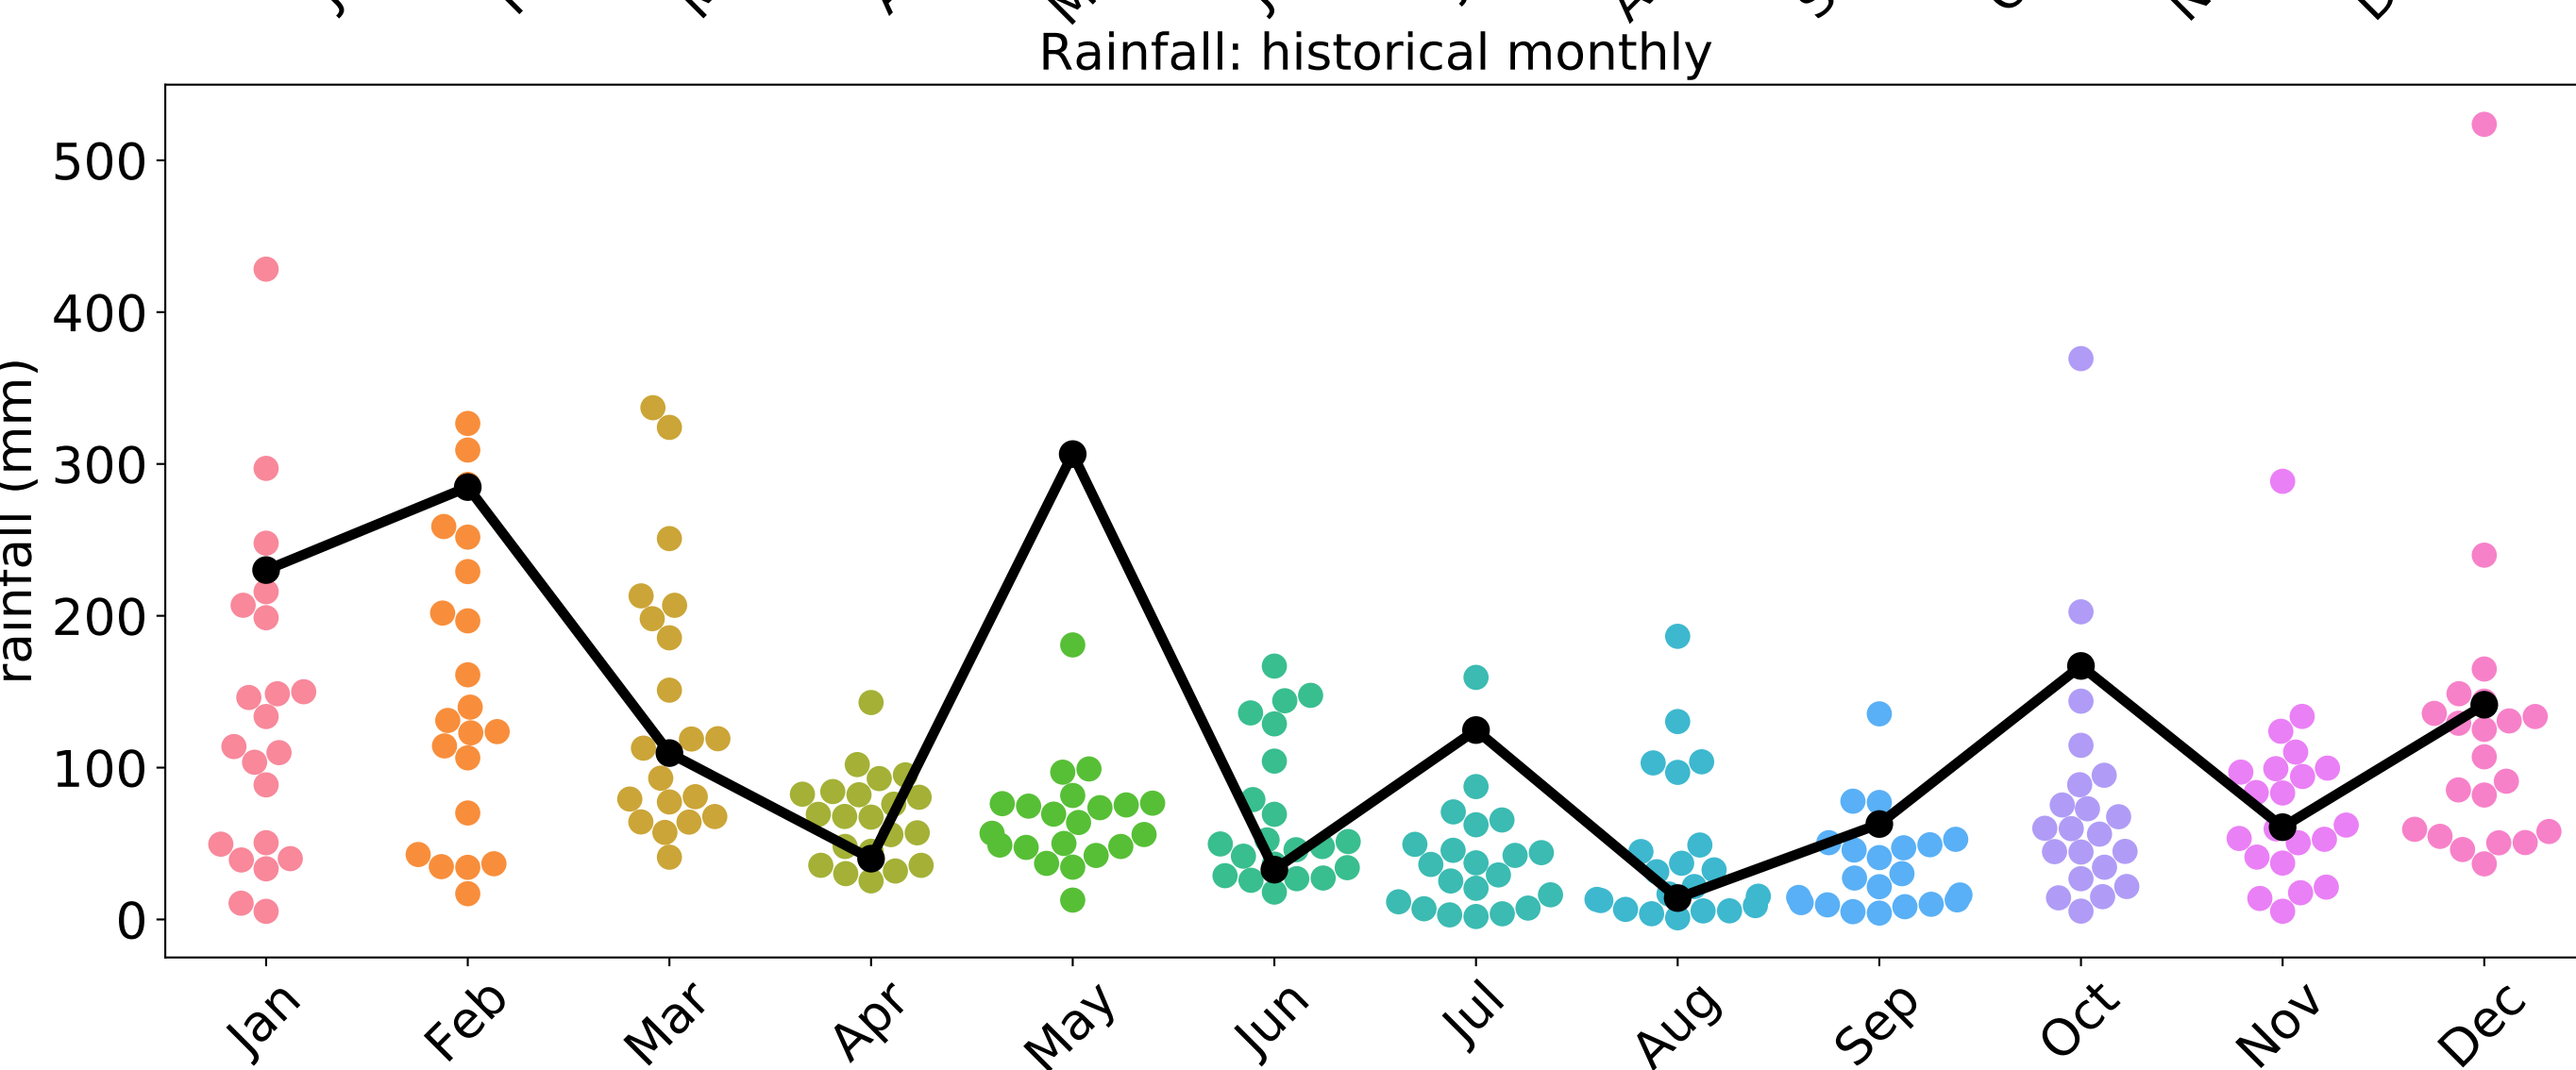 Rainfall: historical monthly
rainfall (mm)
500
400
300
200
100
0
Jan
Feb
Mar
Apr
May
Jun
Jul
Aug
Sep
Oct
Nov
Dec